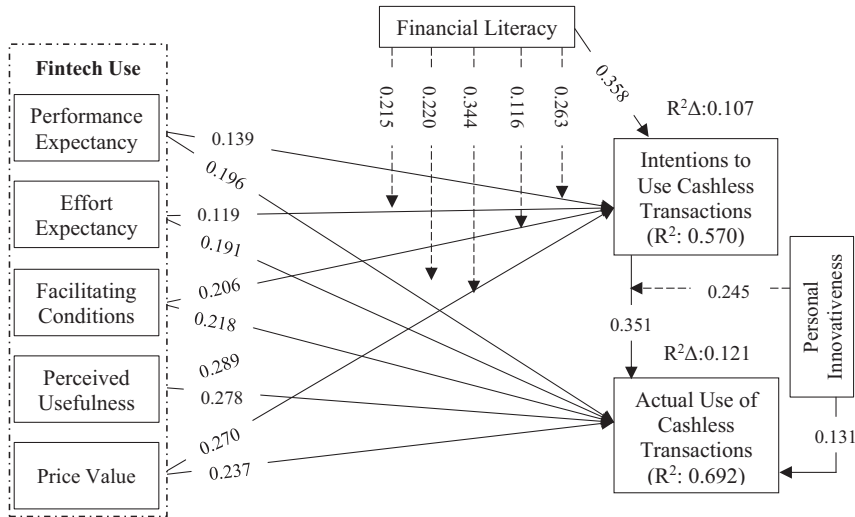 Financial Literacy
Fintech Use
Performance
Expectancy
Effort
Expectancy
Facilitating
Conditions
Perceived
Usefulness
Price Value
0.139
0.196
0.119
0.191
0.206
0.218
0.289
0.278
0.270
0.237
0.215
0.220
0.344
0.116
0.263
0.358
R²Δ:0.107
Intentions to
Use Cashless
Transactions
(R²: 0.570)
0.245
0.351
R²Δ:0.121
Personal
Innovativeness
Actual Use of
Cashless
Transactions
(R²: 0.692)
0.131